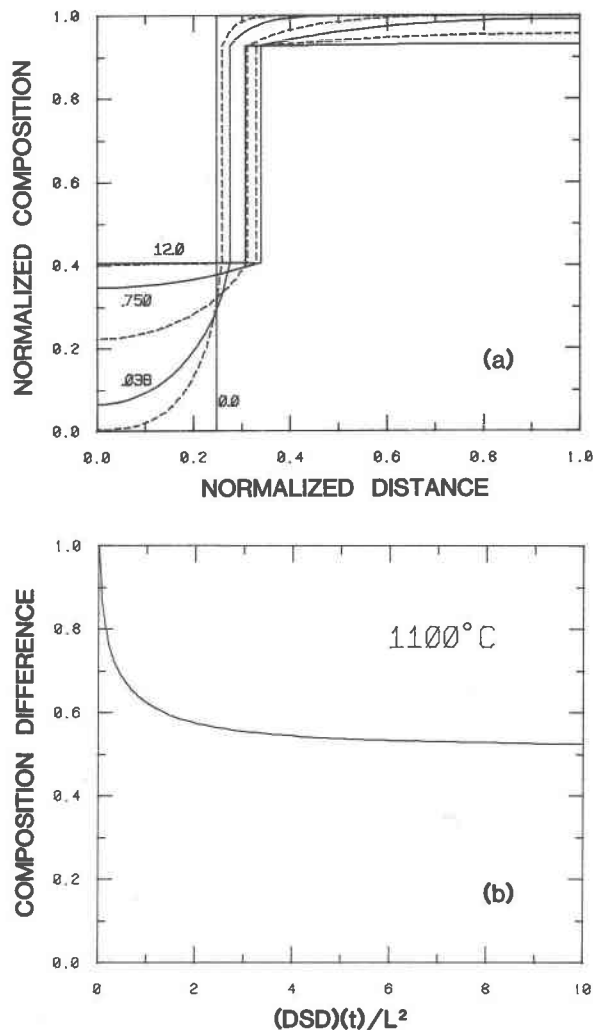 1.0
0.8
0.6
0.4
0.2
0.0
NORMALIZED COMPOSITION
12.0
.750
.038
0.0
(a)
0.0 0.2 0.4 0.6 0.8 1.0
NORMALIZED DISTANCE
1.0
0.8
0.6
0.4
0.2
0.0
COMPOSITION DIFFERENCE
1100°C
(b)
0 2 4 6 8 10
(DSD)(t)/L²